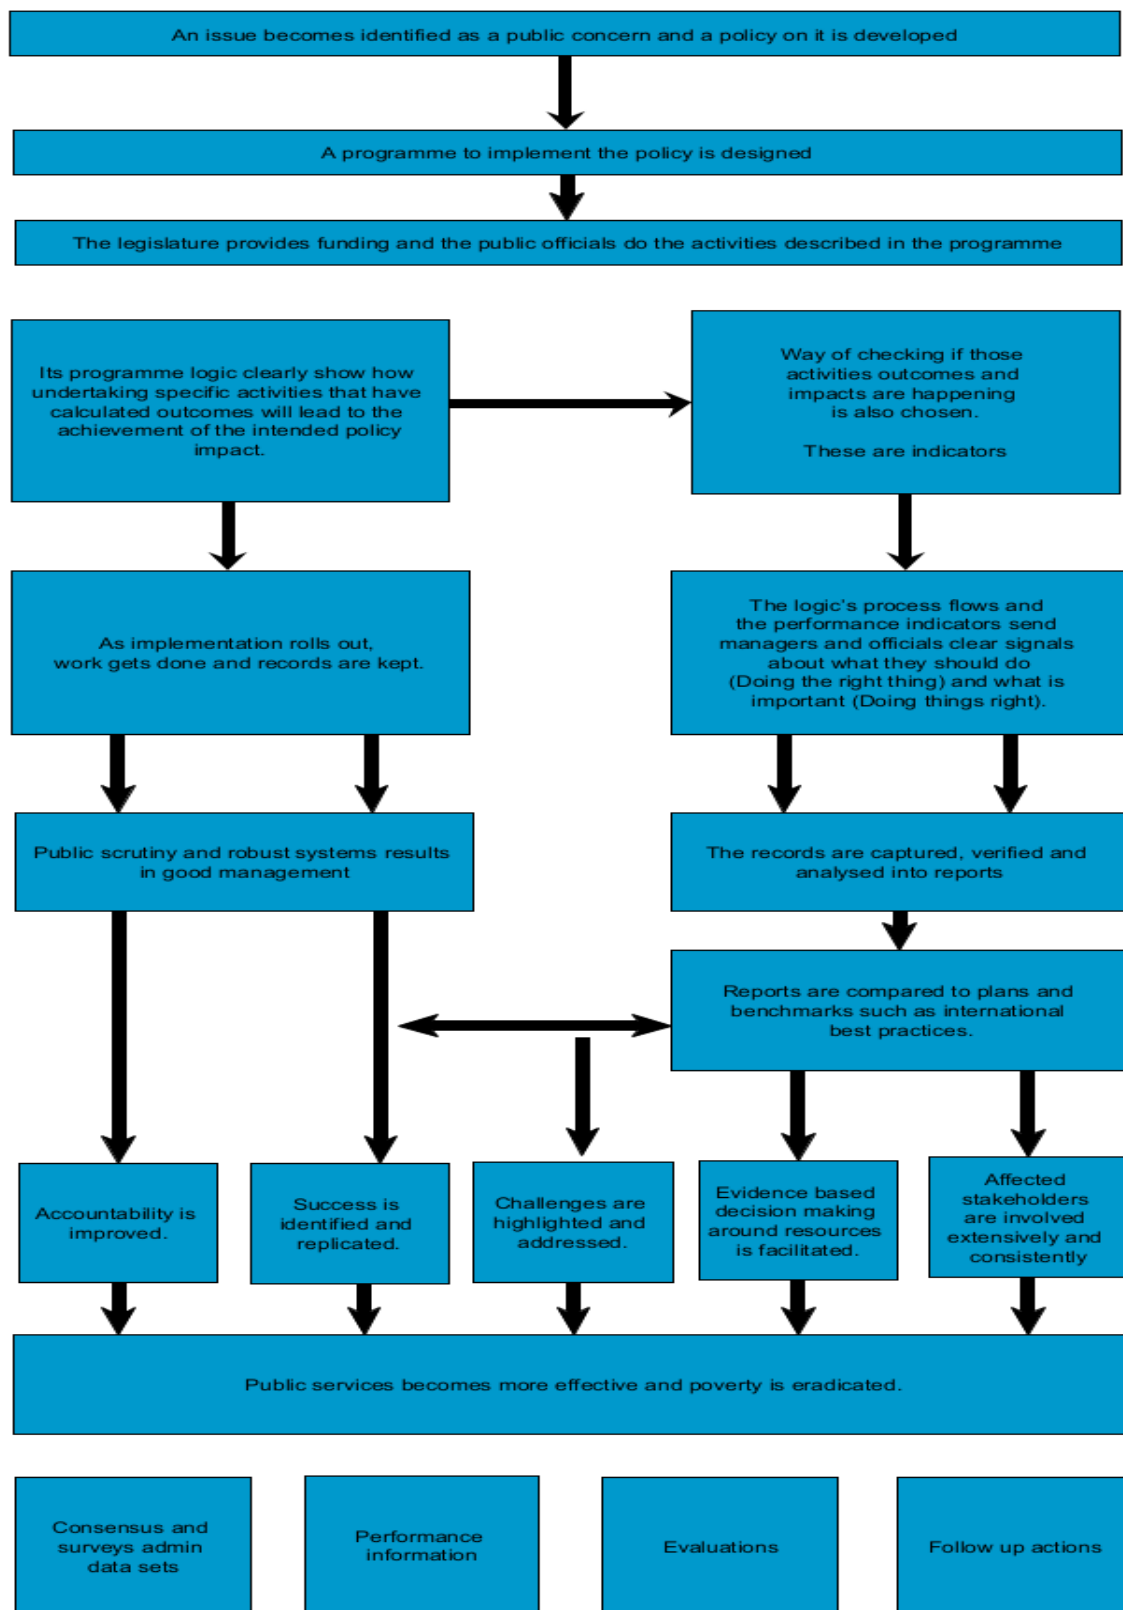 An issue becomes identified as a public concern and a policy on it is developed
A programme to implement the policy is designed
The legislature provides funding and the public officials do the activities described in the programme
Its programme logic clearly show how
undertaking specific activities that have
calculated outcomes will lead to the
achievement of the intended policy
impact.
Way of checking if those
activities outcomes and
impacts are happening
is also chosen.
These are indicators
As implementation rolls out,
work gets done and records are kept.
The logic's process flows and
the performance indicators send
managers and officials clear signals
about what they should do
(Doing the right thing) and what is
important (Doing things right).
Public scrutiny and robust systems results
in good management
The records are captured, verified and
analysed into reports
Reports are compared to plans and
benchmarks such as international
best practices.
Accountability is
improved.
Success is
identified and
replicated.
Challenges are
highlighted and
addressed.
Evidence based
decision making
around resources
is facilitated.
Affected
stakeholders
are involved
extensively and
consistently
Public services becomes more effective and poverty is eradicated.
Consensus and
surveys admin
data sets
Performance
information
Evaluations
Follow up actions